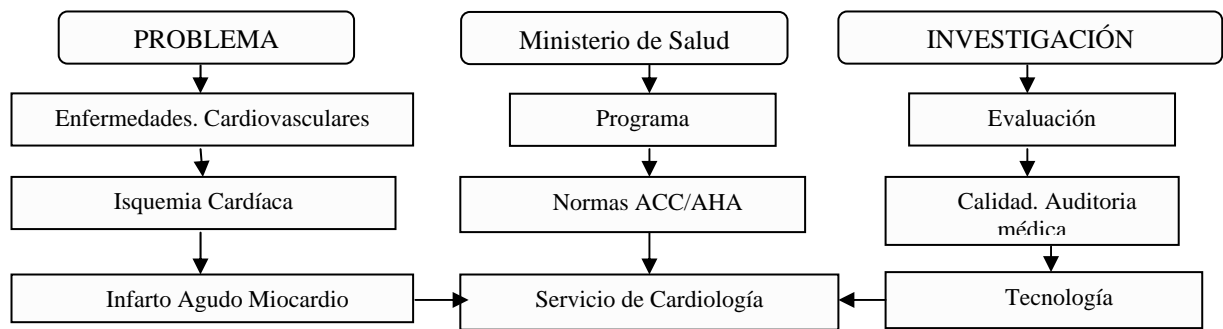 PROBLEMA
Ministerio de Salud
INVESTIGACIÓN
Enfermedades. Cardiovasculares
Programa
Evaluación
Isquemia Cardíaca
Normas ACC/AHA
Calidad. Auditoria
médica
Infarto Agudo Miocardio
Servicio de Cardiología
Tecnología